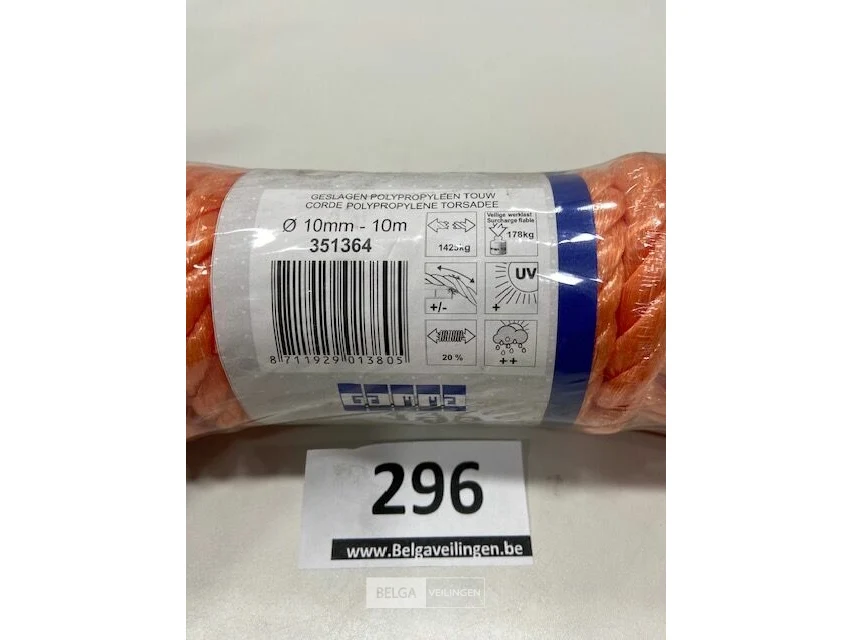 GESLAGEN POLYPROPYLEEN TOUW
CORDE POLYPROPYLENE TORSADEE
Ø 10mm - 10m
351364
1425kg
Veilige werklast
Surcharge fiable
178kg
+/-
UV
+
20 %
++
8 711929 013805
296
www.Belgaveilingen.be
BELGA VEILINGEN